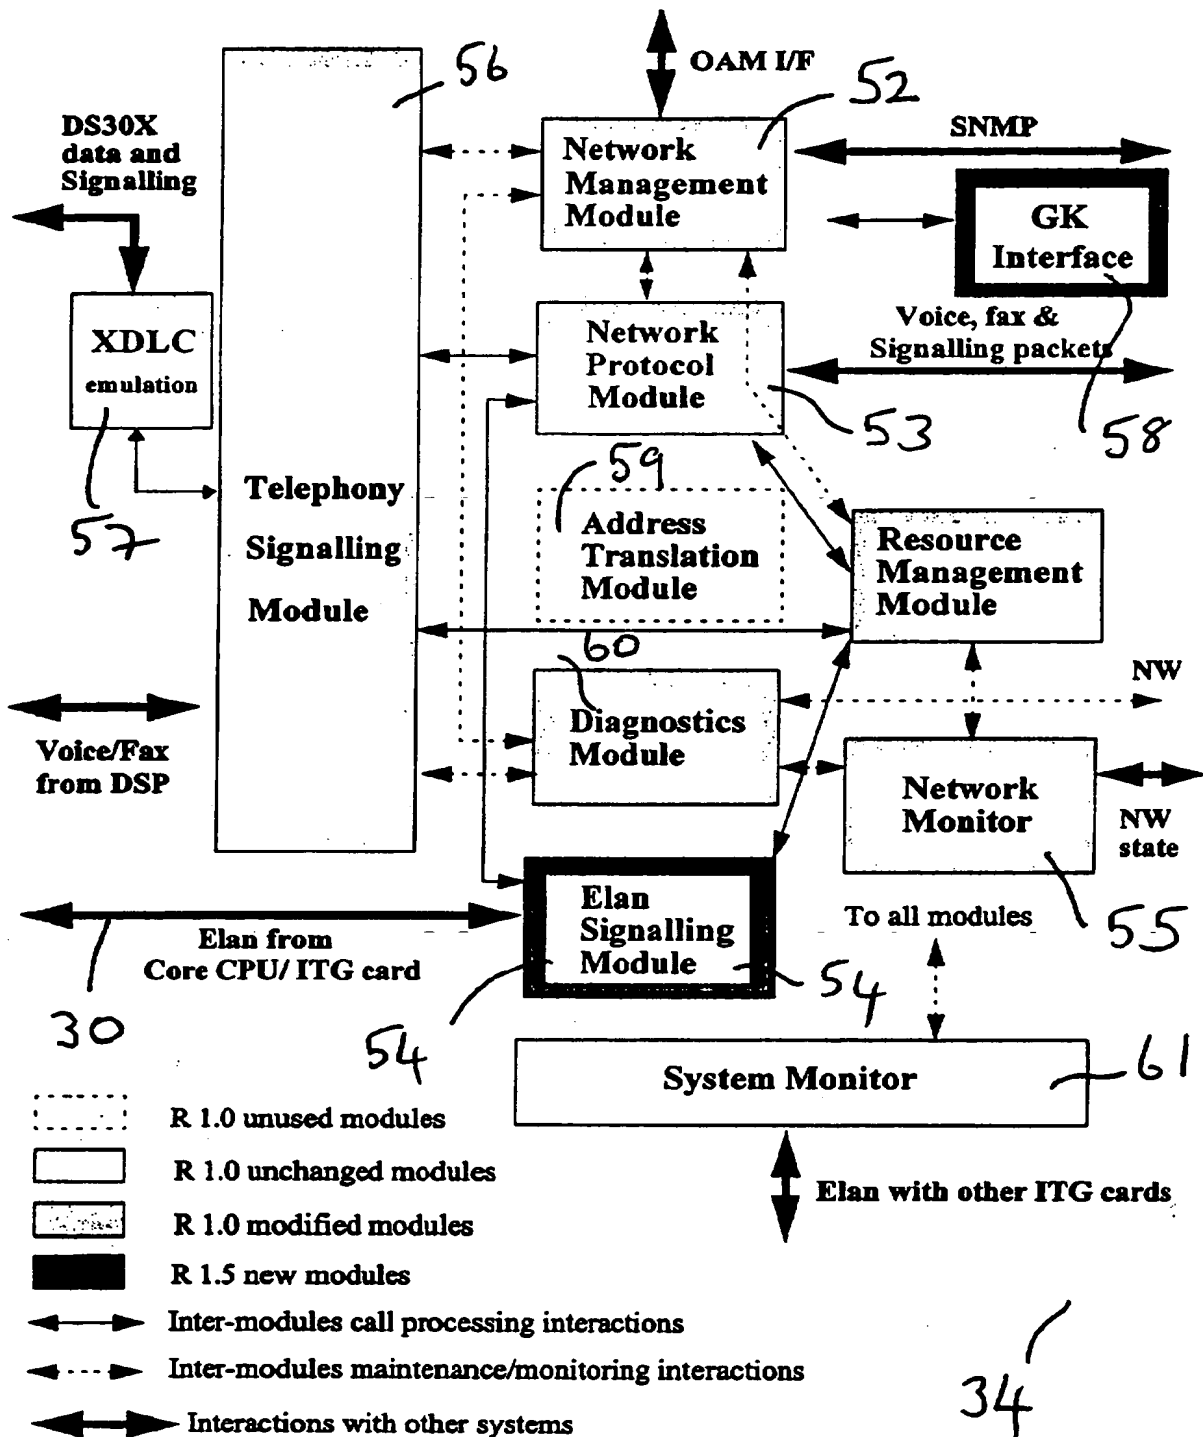 56
OAM I/F
52
DS30X
data and
Signalling
Network
Management
Module
SNMP
GK
Interface
XDLC
emulation
Network
Protocol
Module
Voice, fax &
Signalling packets
53
58
57
59
Telephony
Signalling
Module
Address
Translation
Module
Resource
Management
Module
60
NW
Voice/Fax
from DSP
Diagnostics
Module
Network
Monitor
NW
state
Elan
Signalling
Module
To all modules
55
Elan from
Core CPU/ ITG card
54
54
30
System Monitor
61
R 1.0 unused modules
R 1.0 unchanged modules
Elan with other ITG cards
R 1.0 modified modules
R 1.5 new modules
Inter-modules call processing interactions
Inter-modules maintenance/monitoring interactions
Interactions with other systems
34